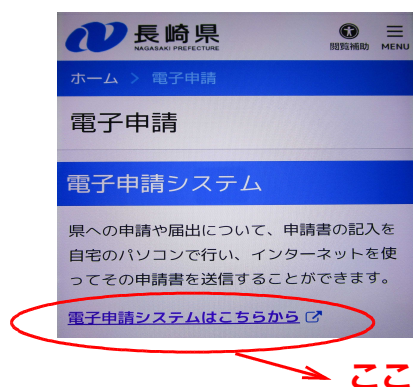 長崎県
NAGASAKI PREFECTURE
閲覧補助 MENU
ホーム > 電子申請
電子申請
電子申請システム
県への申請や届出について、申請書の記入を
自宅のパソコンで行い、インターネットを使
ってその申請書を送信することができます。
電子申請システムはこちらから
ここ